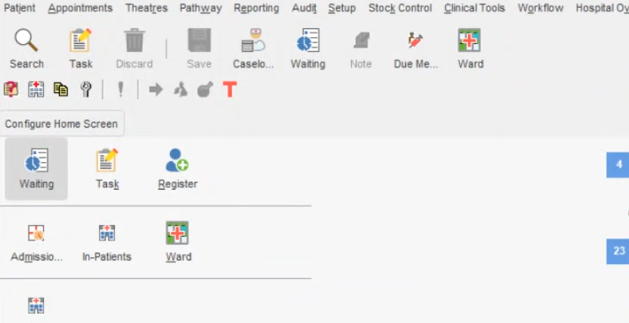 Patient Appointments Theatres Pathway Reporting Audit Setup Stock Control Clinical Tools Workflow Hospital Ov
Search Task Discard Save Caselo... Waiting Note Due Me... Ward
T
Configure Home Screen
4
Waiting Task Register
23
Admissio... In-Patients Ward